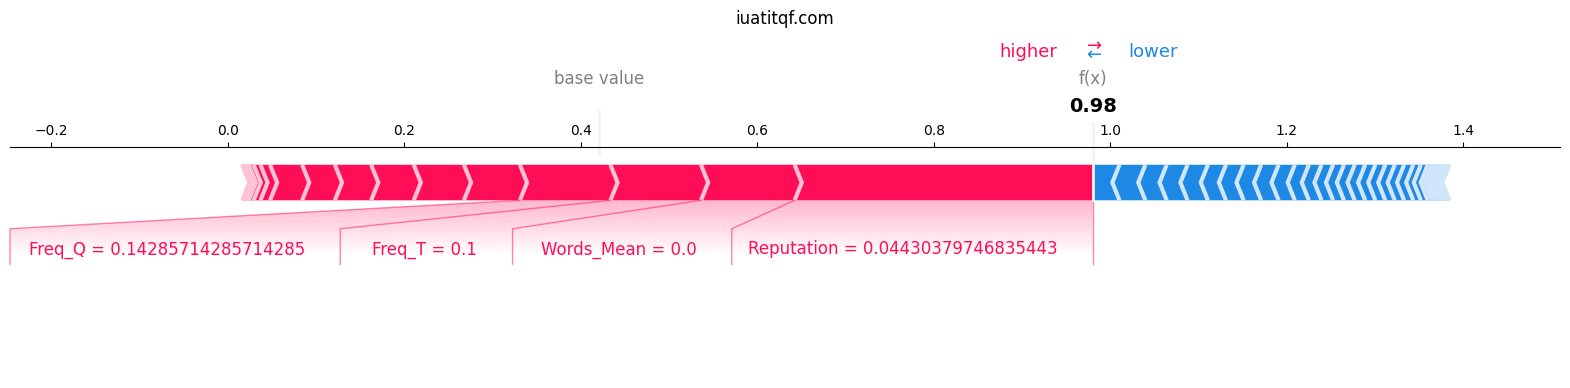 iuatitqf.com
higher → ← lower
base value f(x)
0.98
−0.2 0.0 0.2 0.4 0.6 0.8 1.0 1.2 1.4
Freq_Q = 0.14285714285714285 Freq_T = 0.1 Words_Mean = 0.0 Reputation = 0.04430379746835443